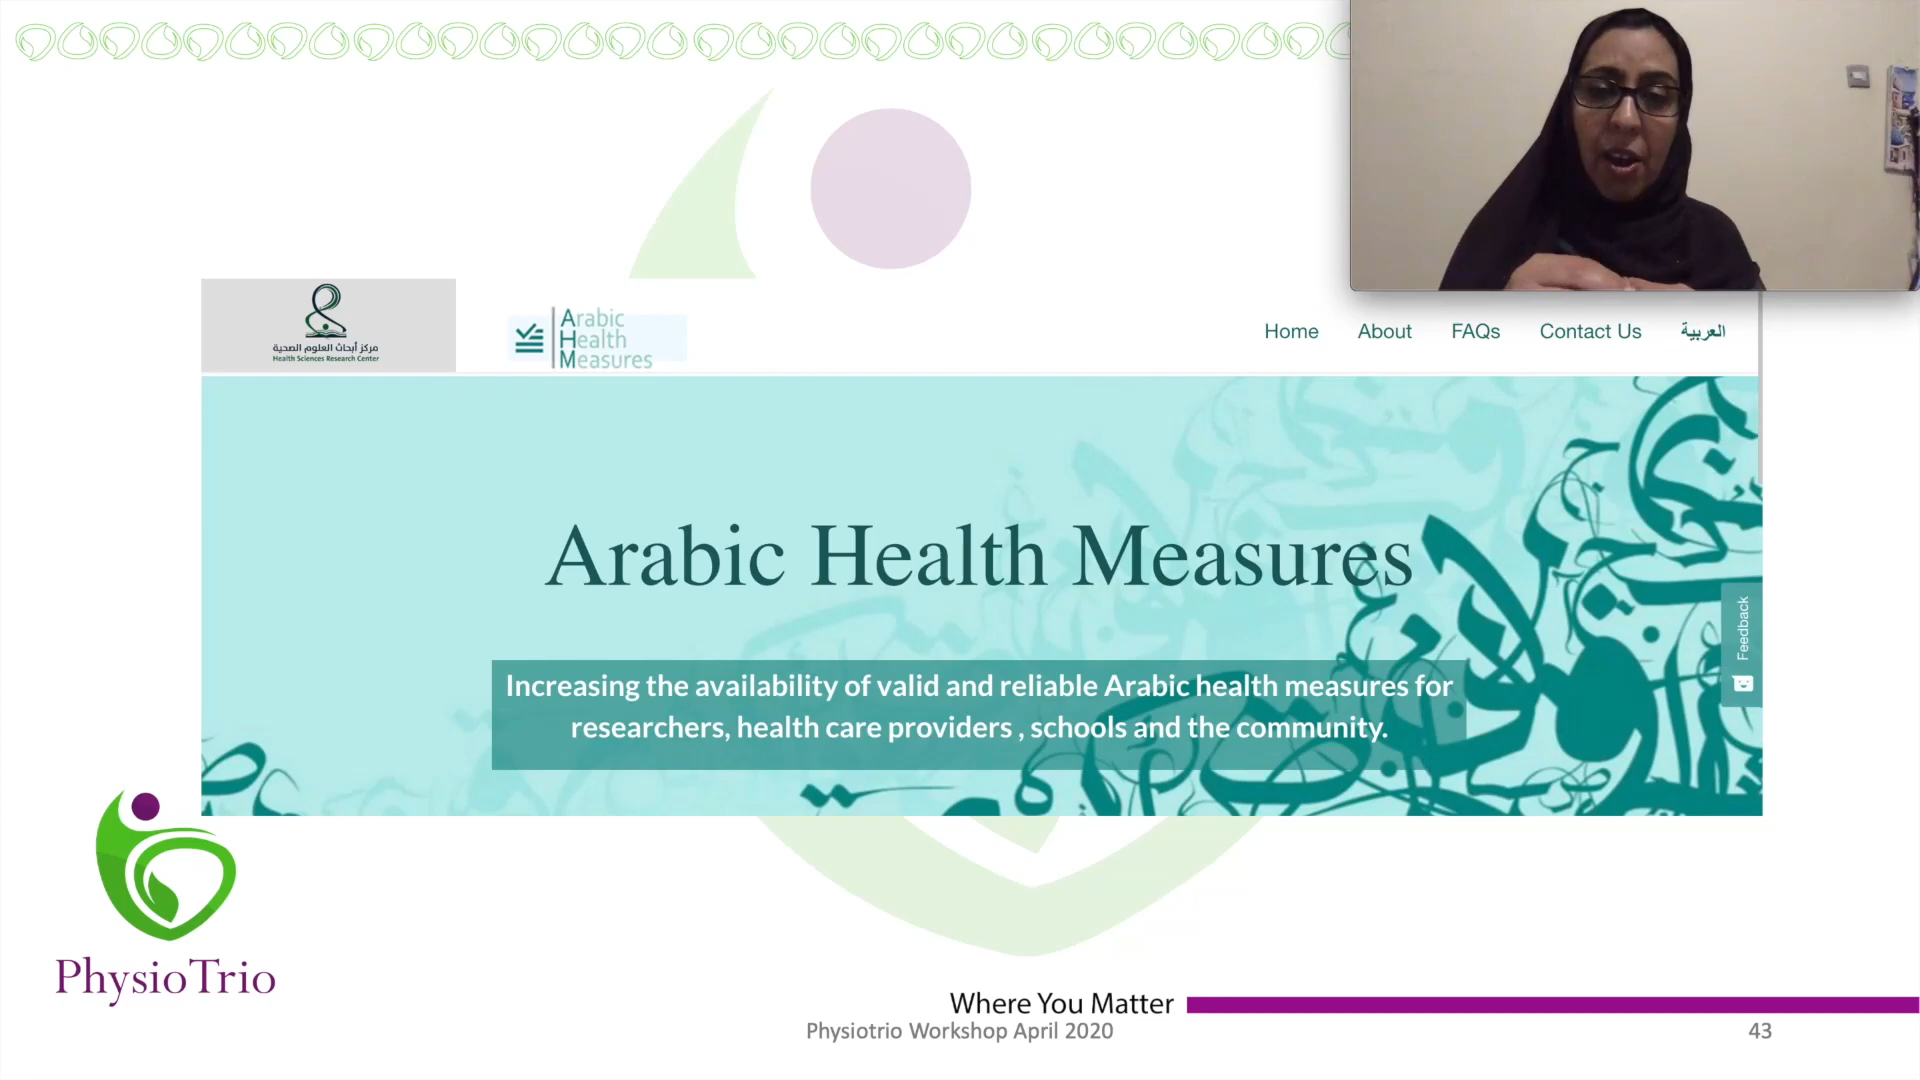 مركز أبحاث العلوم الصحية
Health Sciences Research Center
Arabic
Health
Measures
Home About FAQs Contact Us العربية
Arabic Health Measures
Increasing the availability of valid and reliable Arabic health measures for
researchers, health care providers , schools and the community.
Feedback
PhysioTrio
Where You Matter
Physiotrio Workshop April 2020
43